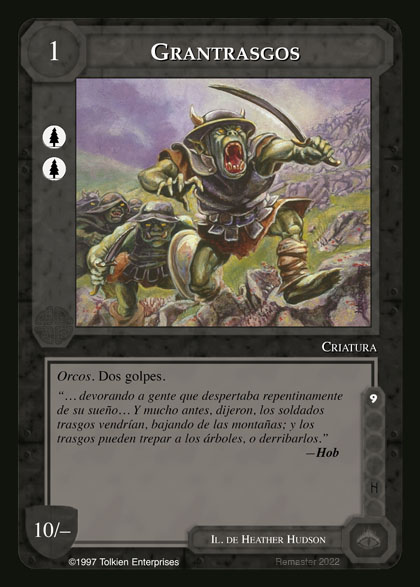 1
GRANTRASGOS
CRIATURA
Orcos. Dos golpes.
“… devorando a gente que despertaba repentinamente
de su sueño… Y mucho antes, dijeron, los soldados
trasgos vendrían, bajando de las montañas; y los
trasgos pueden trepar a los árboles, o derribarlos.”
—Hob
9
10/–
IL. DE HEATHER HUDSON
©1997 Tolkien Enterprises
Remaster 2022